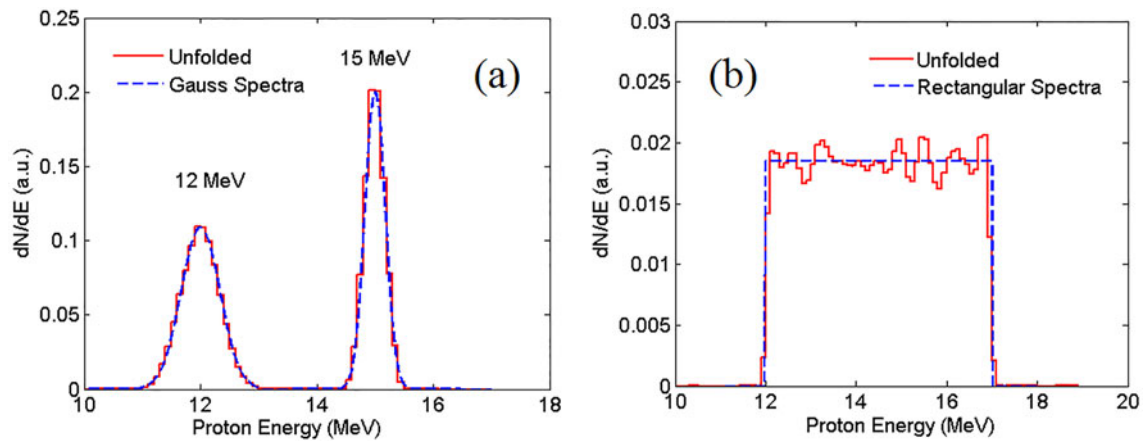 0.25
0.2
0.15
0.1
0.05
0
10
12
14
16
18
dN/dE (a.u.)
Proton Energy (MeV)
Unfolded
Gauss Spectra
12 MeV
15 MeV
(a)
0.03
0.025
0.02
0.015
0.01
0.005
0
10
12
14
16
18
20
dN/dE (a.u.)
Proton Energy (MeV)
(b)
Unfolded
Rectangular Spectra